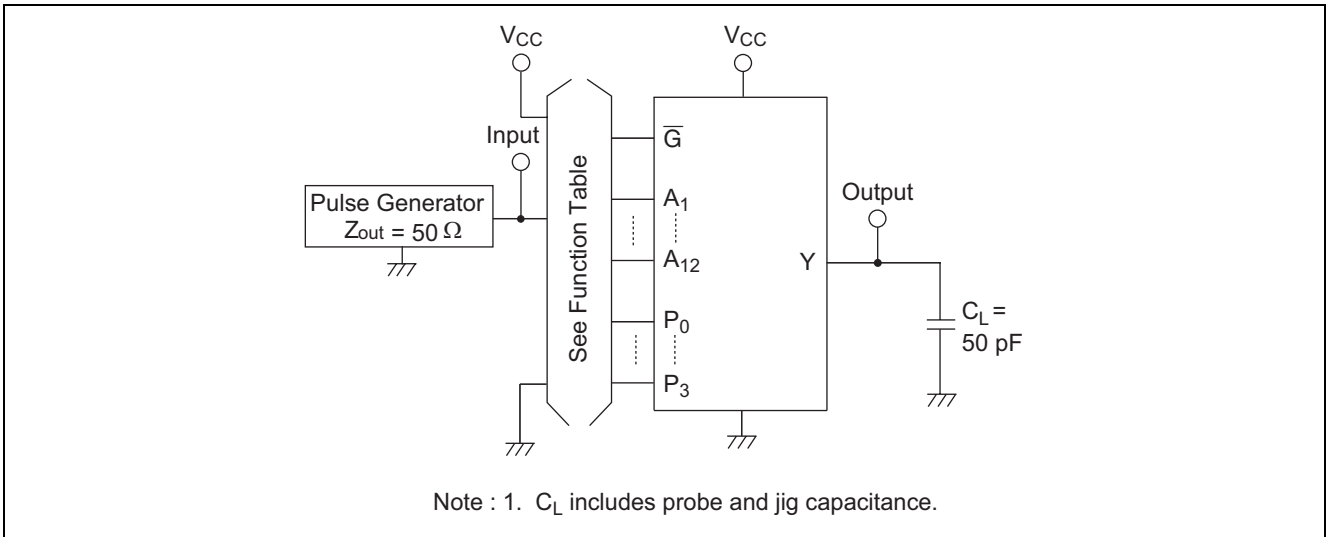 VCC
VCC
Input
See Function Table
G
A1
A12
P0
P3
Y
Output
Pulse Generator
Zout = 50 Ω
CL =
50 pF
Note : 1. CL includes probe and jig capacitance.